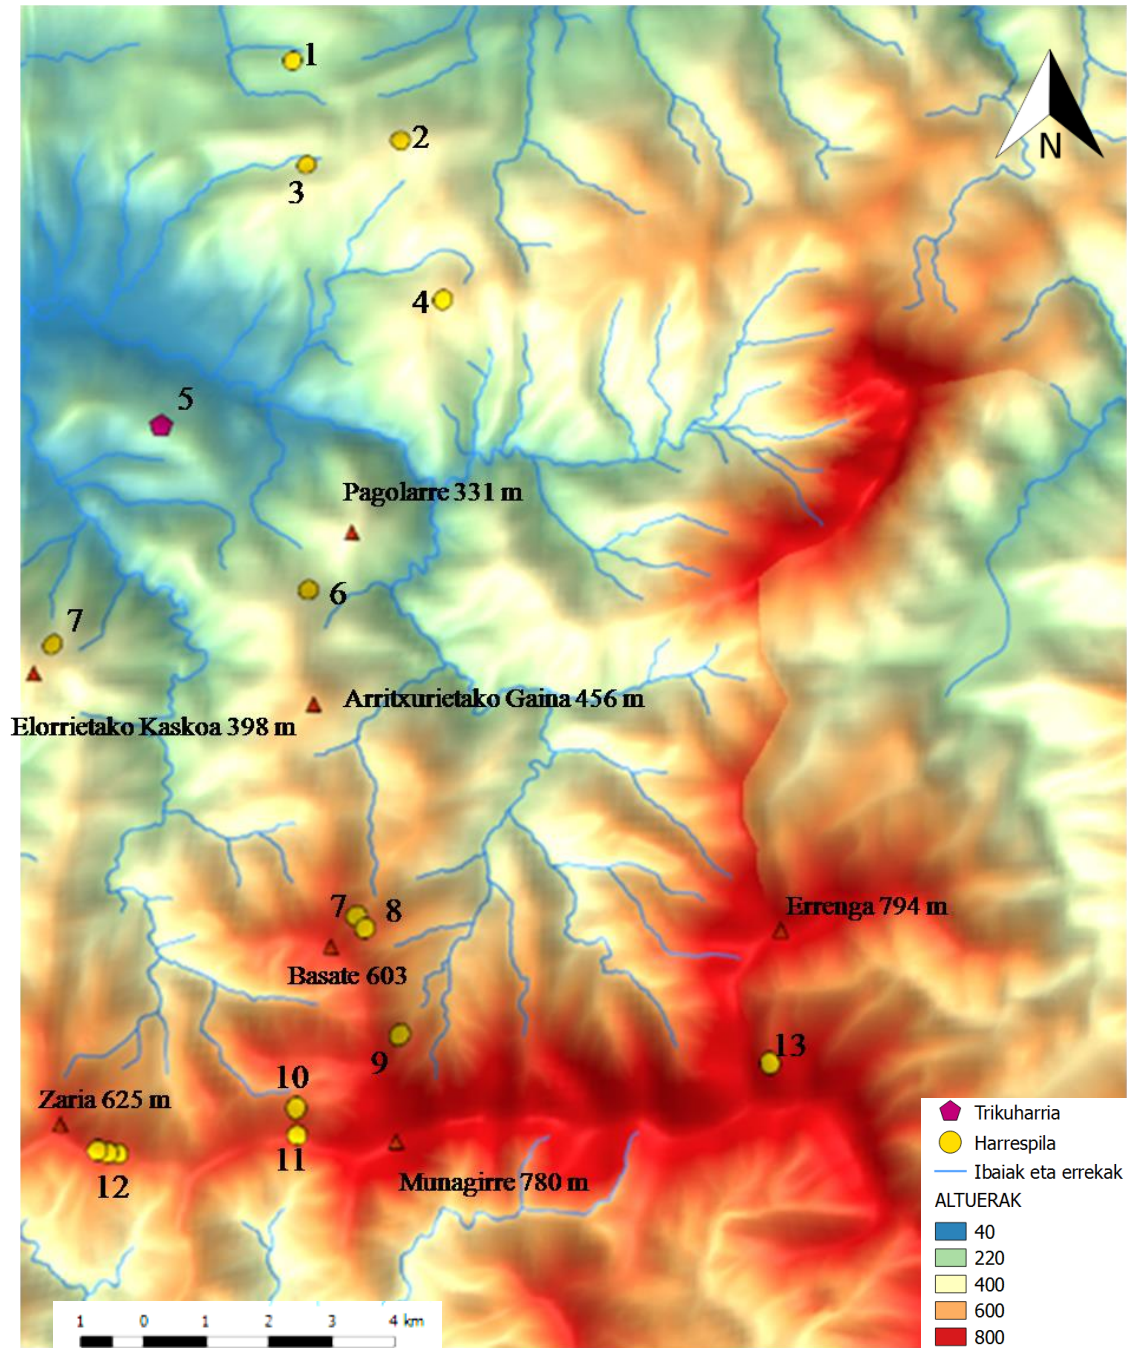 1
2
3
N
4
5
Pagolarre 331 m
6
7
Arritxurietako Gaina 456 m
Elorrietako Kaskoa 398 m
7
8
Errenga 794 m
Basate 603
9
13
10
Zaria 625 m
11
12
Munagirre 780 m
Trikuharria
Harrespila
Ibaiak eta errekak
ALTUERAK
40
220
400
600
800
1 0 1 2 3 4 km